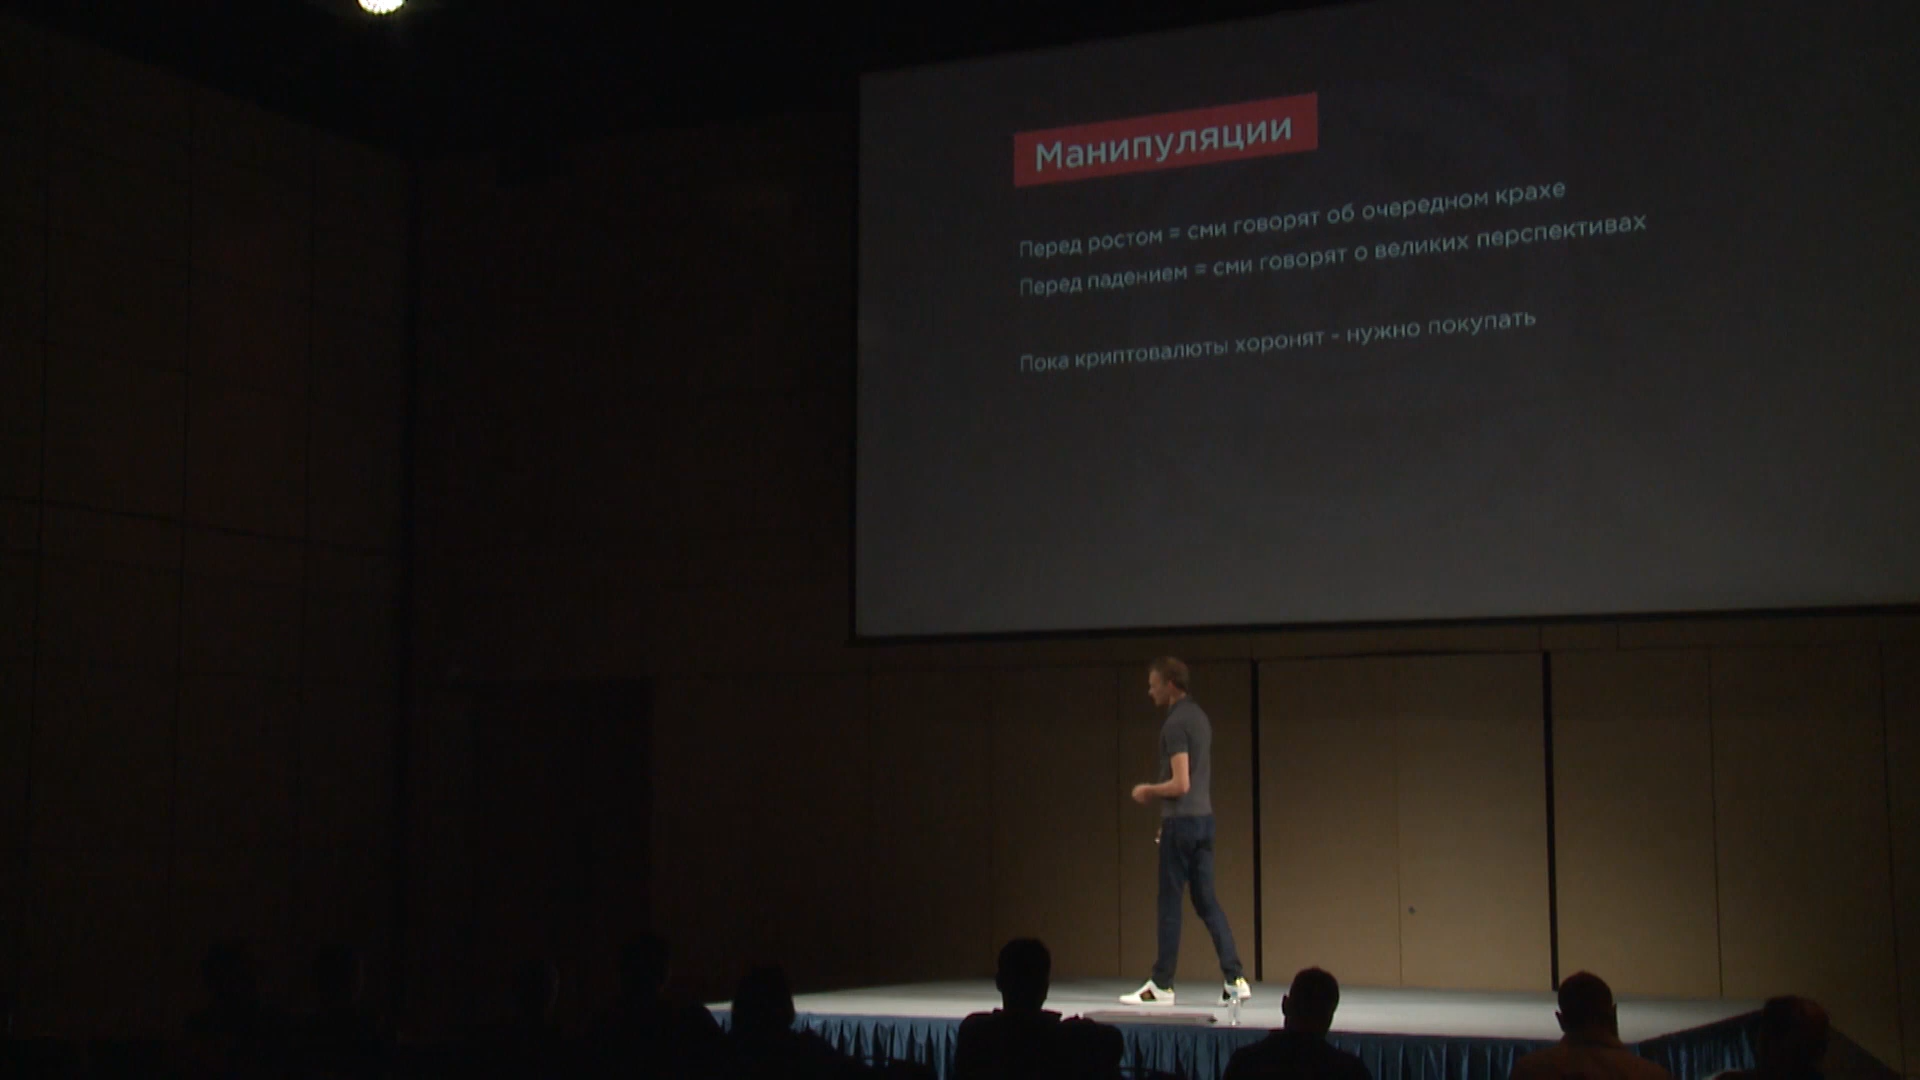 Манипуляции
Перед ростом = сми говорят об очередном крахе
Перед падением = сми говорят о великих перспективах
Пока криптовалюты хоронят - нужно покупать